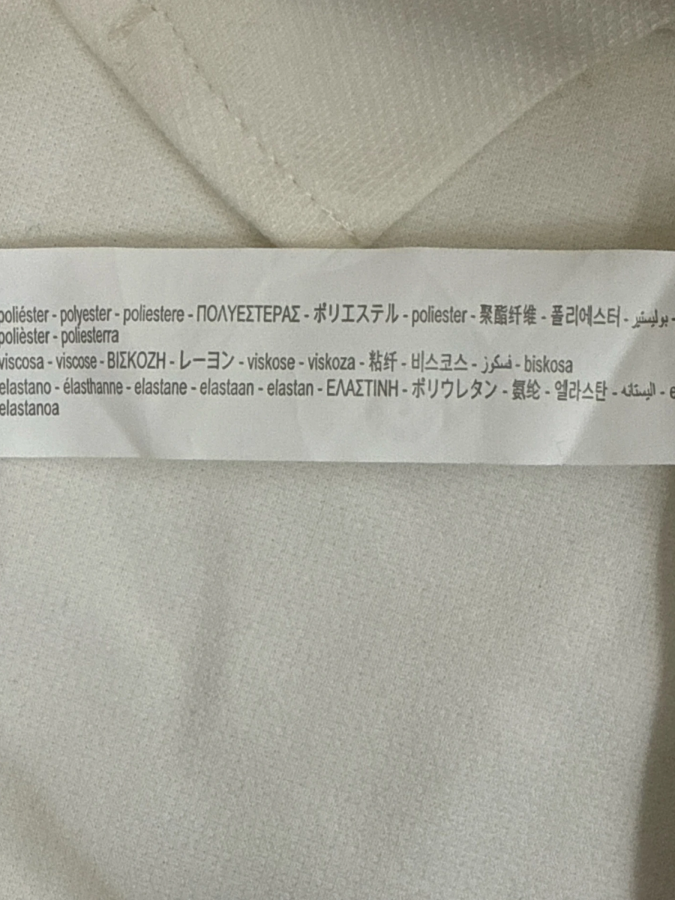 poliéster - polyester - poliestere - ΠΟΛΥΕΣΤΕΡΑΣ - ポリエステル - poliester - 聚酯纤维 - 폴리에스터 - بوليستير -
polièster - poliesterra
viscosa - viscose - ΒΙΣΚΟΖΗ - レーヨン - viskose - viskoza - 粘纤 - 비스코스 - فسكوز - biskosa
elastano - élasthanne - elastane - elastaan - elastan - ΕΛΑΣΤΙΝΗ - ポリウレタン - 氨纶 - 엘라스탄 - اليستانه - e
elastanoa